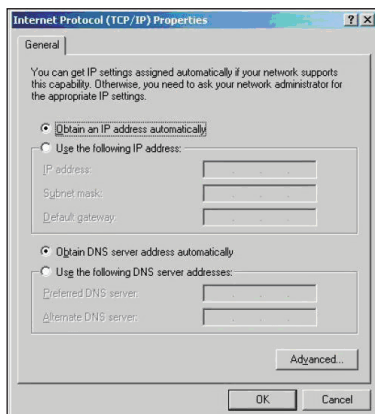 Internet Protocol (TCP/IP) Properties
General
You can get IP settings assigned automatically if your network supports
this capability. Otherwise, you need to ask your network administrator for
the appropriate IP settings.
Obtain an IP address automatically
Use the following IP address:
IP address:
Subnet mask:
Default gateway:
Obtain DNS server address automatically
Use the following DNS server addresses:
Preferred DNS server:
Alternate DNS server:
Advanced...
OK Cancel